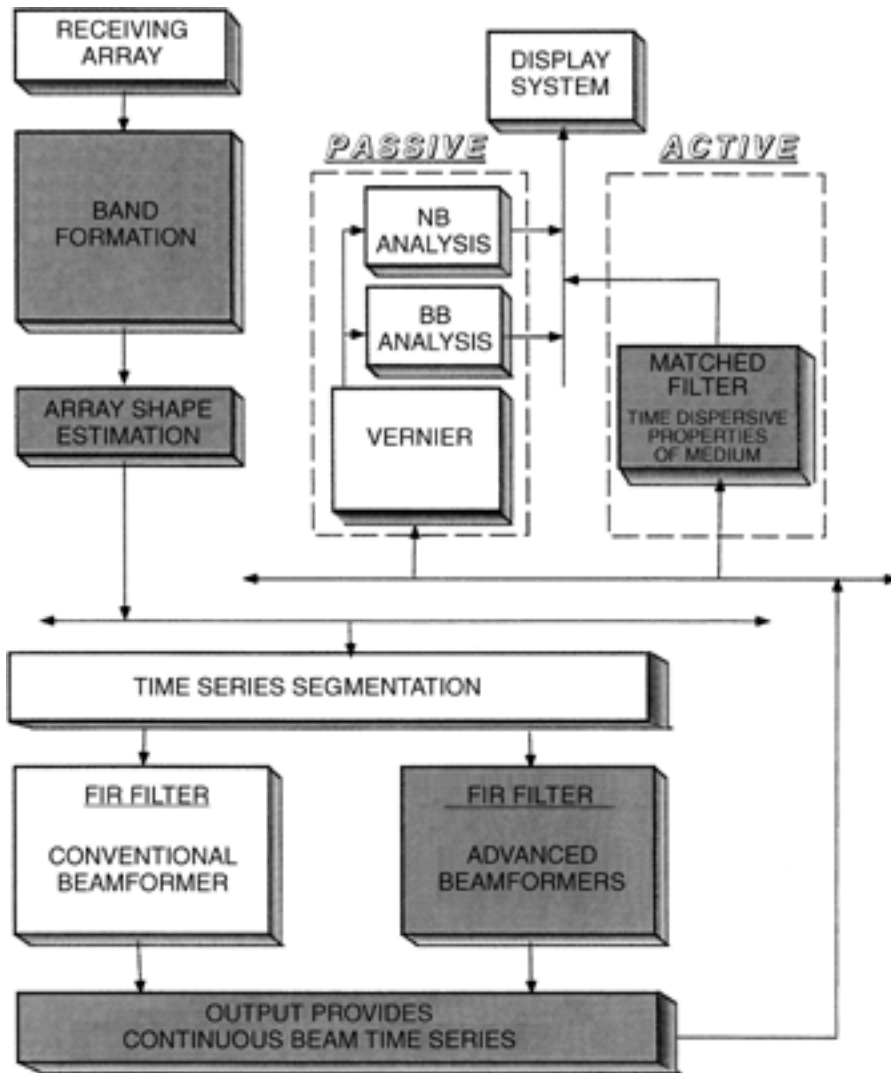 RECEIVING
ARRAY
BAND
FORMATION
ARRAY SHAPE
ESTIMATION
DISPLAY
SYSTEM
PASSIVE
NB
ANALYSIS
BB
ANALYSIS
VERNIER
ACTIVE
MATCHED
FILTER
TIME DISPERSIVE
PROPERTIES
OF MEDIUM
TIME SERIES SEGMENTATION
FIR FILTER
CONVENTIONAL
BEAMFORMER
FIR FILTER
ADVANCED
BEAMFORMERS
OUTPUT PROVIDES
CONTINUOUS BEAM TIME SERIES